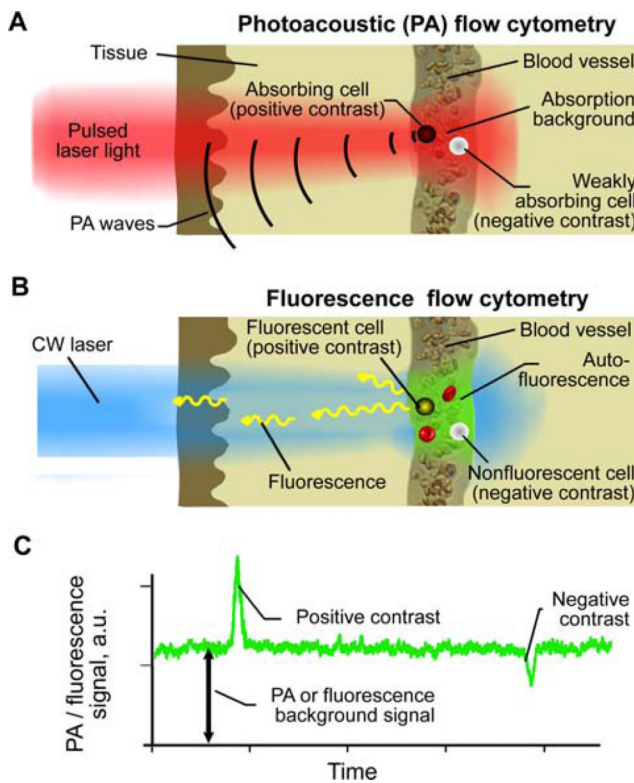 A
Photoacoustic (PA) flow cytometry
Tissue
Blood vessel
Absorbing cell
(positive contrast)
Absorption
background
Pulsed
laser light
PA waves
Weakly
absorbing cell
(negative contrast)
B
Fluorescence flow cytometry
CW laser
Fluorescent cell
(positive contrast)
Blood vessel
Auto-
fluorescence
Fluorescence
Nonfluorescent cell
(negative contrast)
C
PA / fluorescence
signal, a.u.
Positive contrast
Negative
contrast
PA or fluorescence
background signal
Time